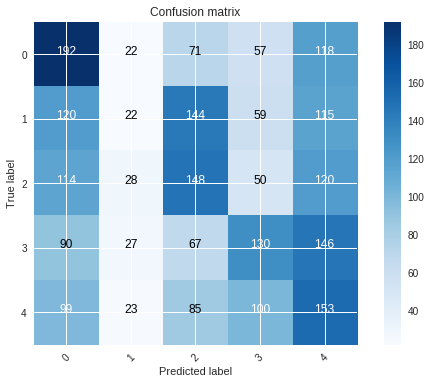 Confusion matrix
0 192 22 71 57 118
1 120 22 144 59 115
2 114 28 148 50 120
3 90 27 67 130 146
4 99 23 85 100 153
0 1 2 3 4
True label
Predicted label
180
160
140
120
100
80
60
40